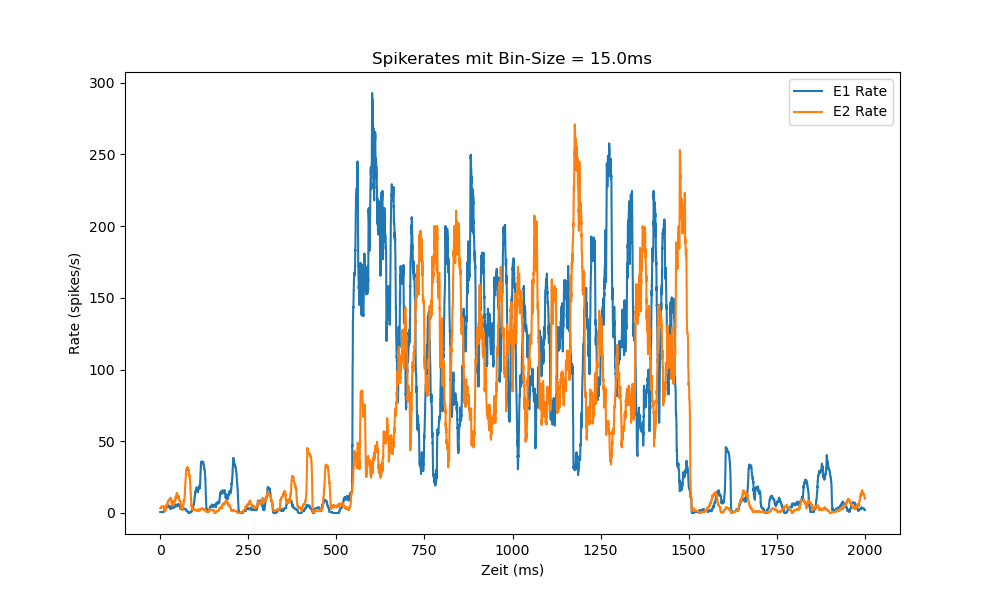 Spikerates mit Bin-Size = 15.0ms
E1 Rate
E2 Rate
Rate (spikes/s)
300
250
200
150
100
50
0
0 250 500 750 1000 1250 1500 1750 2000
Zeit (ms)